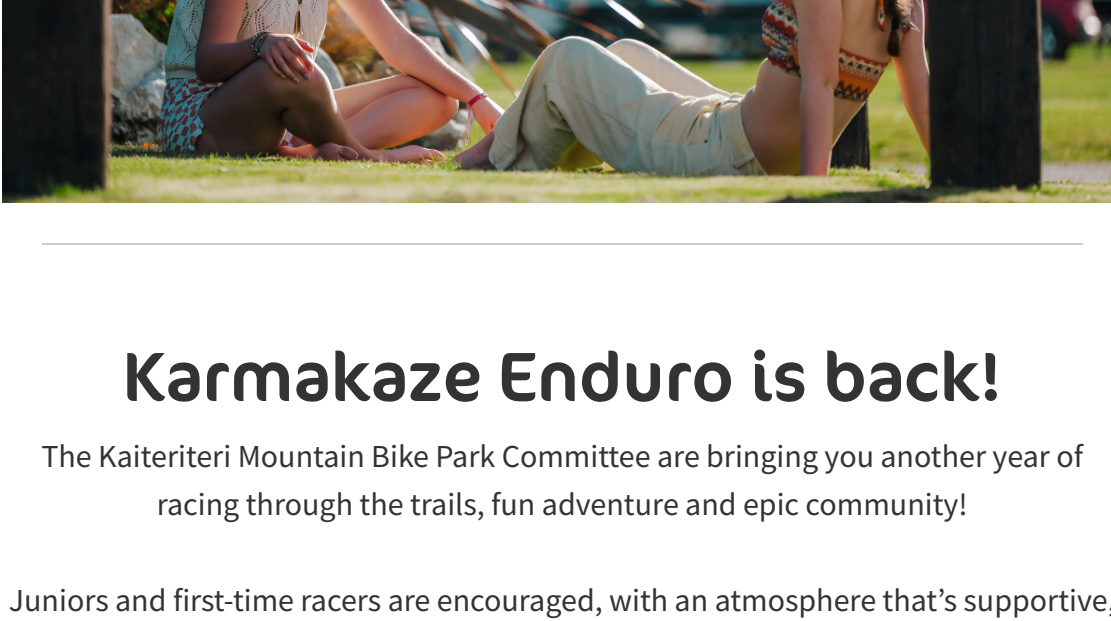 Karmakaze Enduro is back!
The Kaiteriteri Mountain Bike Park Committee are bringing you another year of
racing through the trails, fun adventure and epic community!
Juniors and first-time racers are encouraged, with an atmosphere that’s supportive,